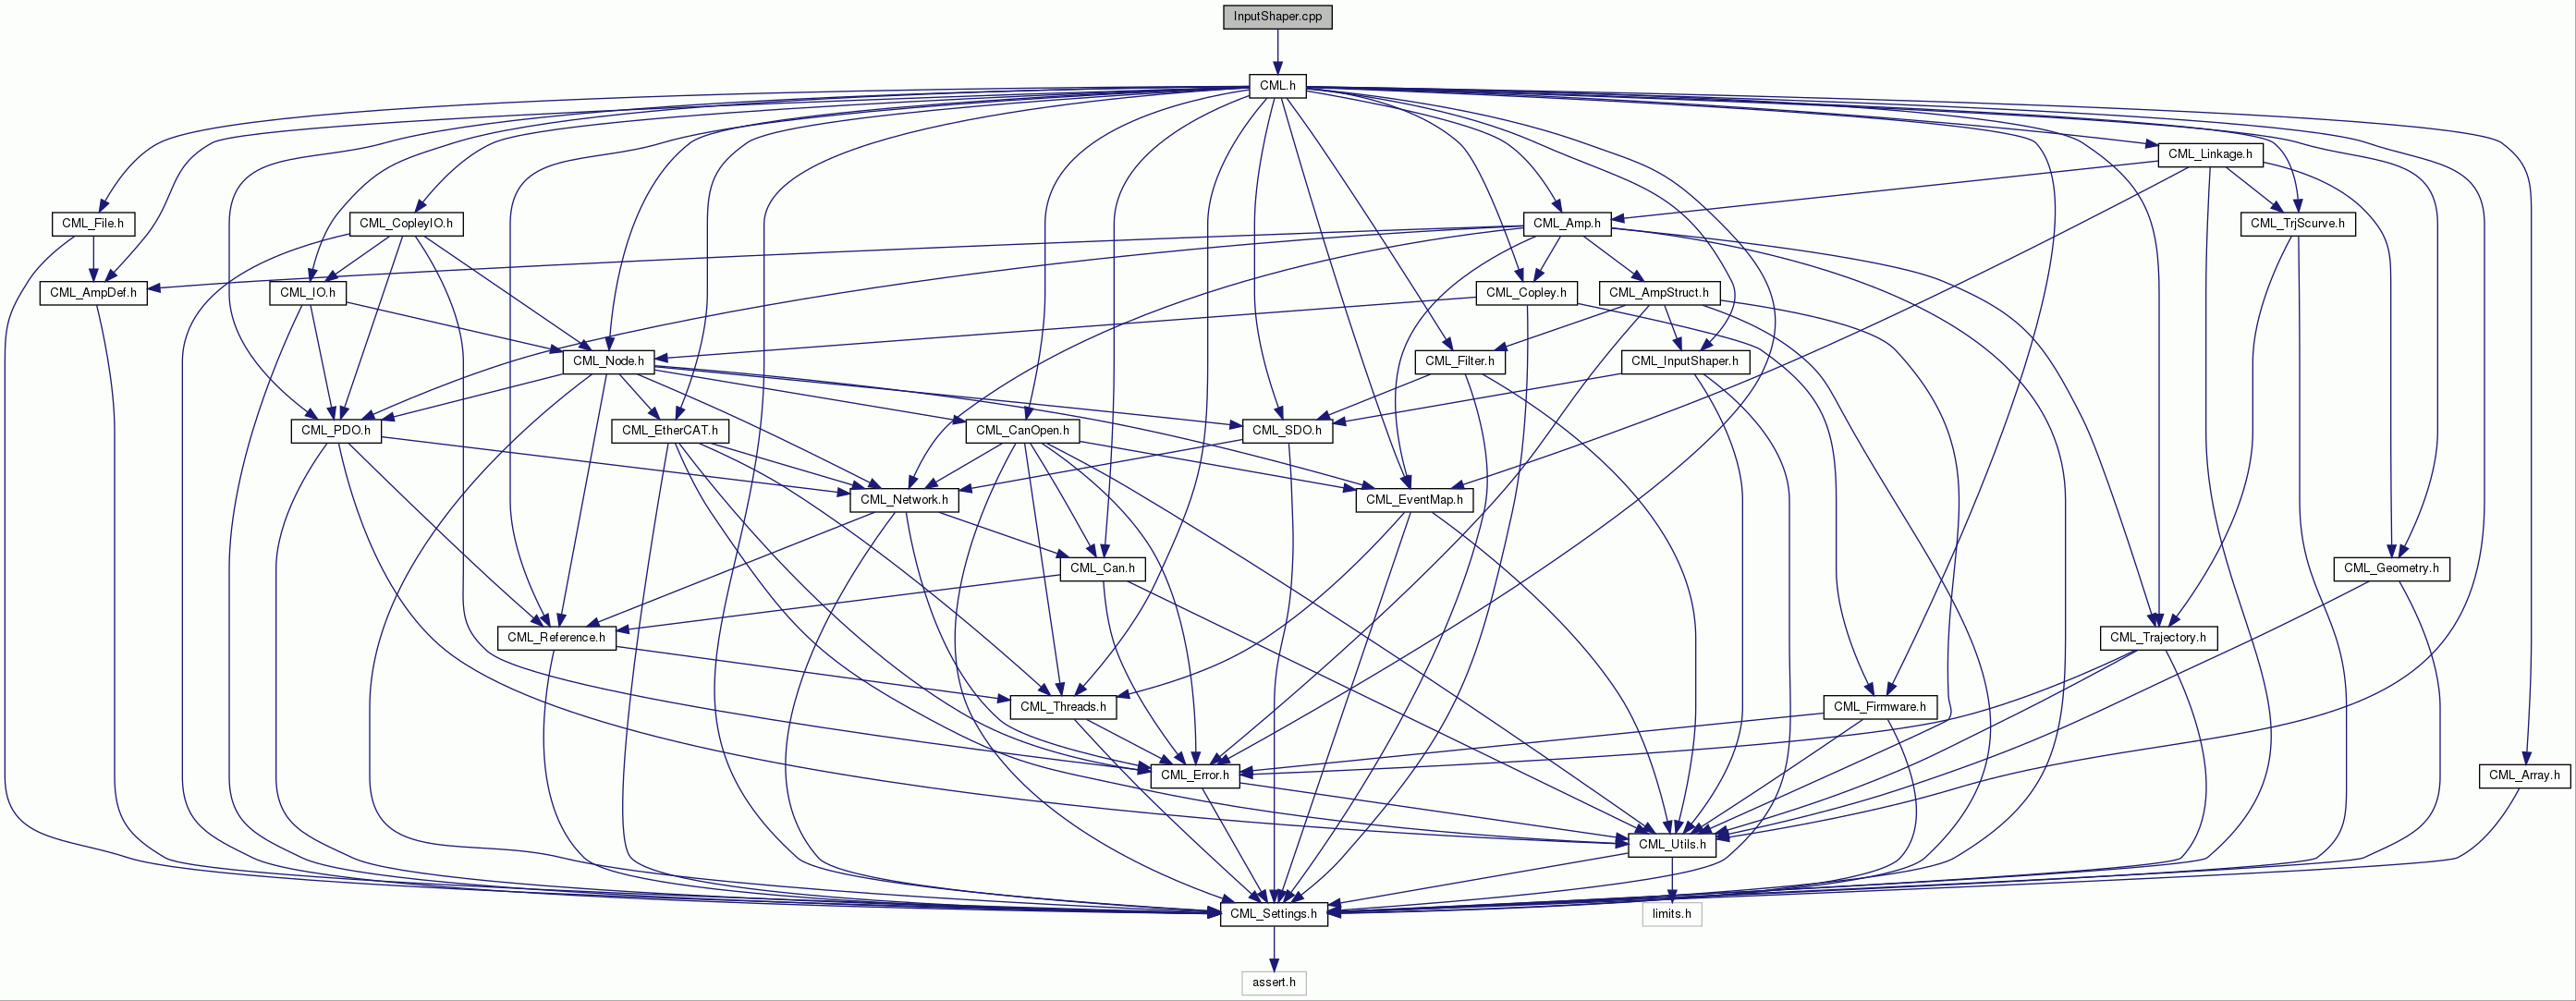 InputShaper.cpp
CML.h
CML_Linkage.h
CML_File.h
CML_CopleyIO.h
CML_Amp.h
CML_TrjScurve.h
CML_AmpDef.h
CML_IO.h
CML_Copley.h
CML_AmpStruct.h
CML_Node.h
CML_Filter.h
CML_InputShaper.h
CML_PDO.h
CML_EtherCAT.h
CML_CanOpen.h
CML_SDO.h
CML_Network.h
CML_EventMap.h
CML_Can.h
CML_Geometry.h
CML_Reference.h
CML_Trajectory.h
CML_Threads.h
CML_Firmware.h
CML_Error.h
CML_Array.h
CML_Utils.h
CML_Settings.h
limits.h
assert.h